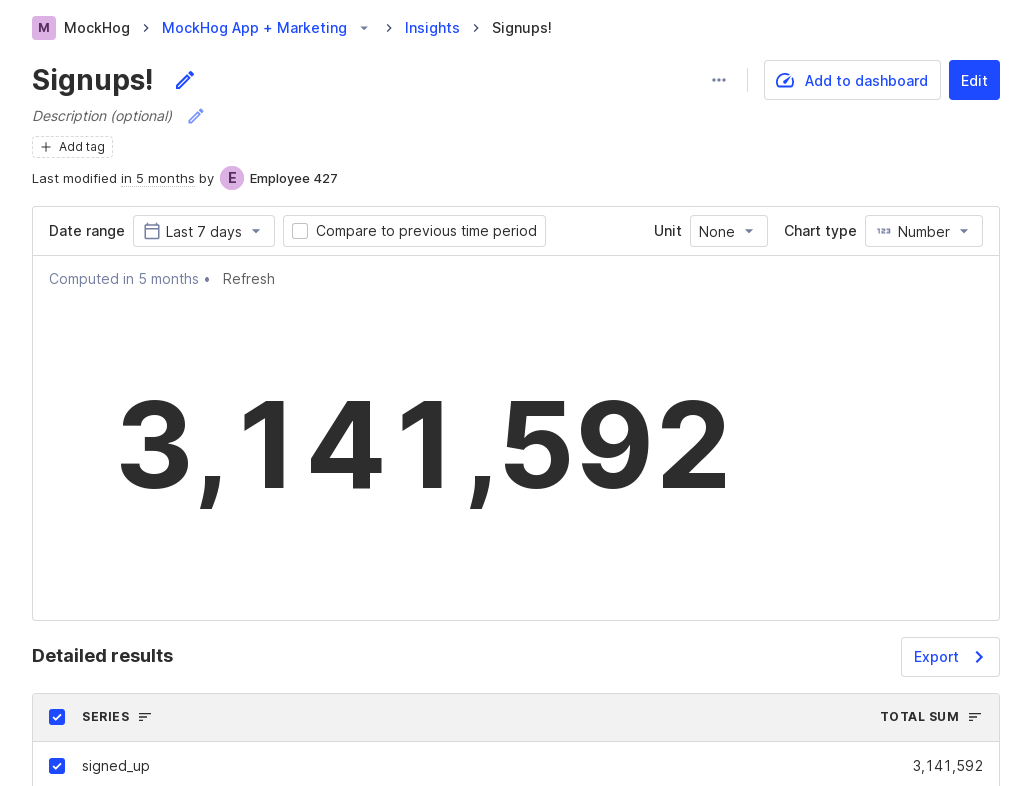 M MockHog MockHog App + Marketing Insights Signups!
Signups! Add to dashboard Edit
Description (optional)
Add tag
Last modified in 5 months by E Employee 427
Date range Last 7 days Compare to previous time period Unit None Chart type 123 Number
Computed in 5 months • Refresh
3,141,592
Detailed results Export
SERIES TOTAL SUM
signed_up 3,141,592